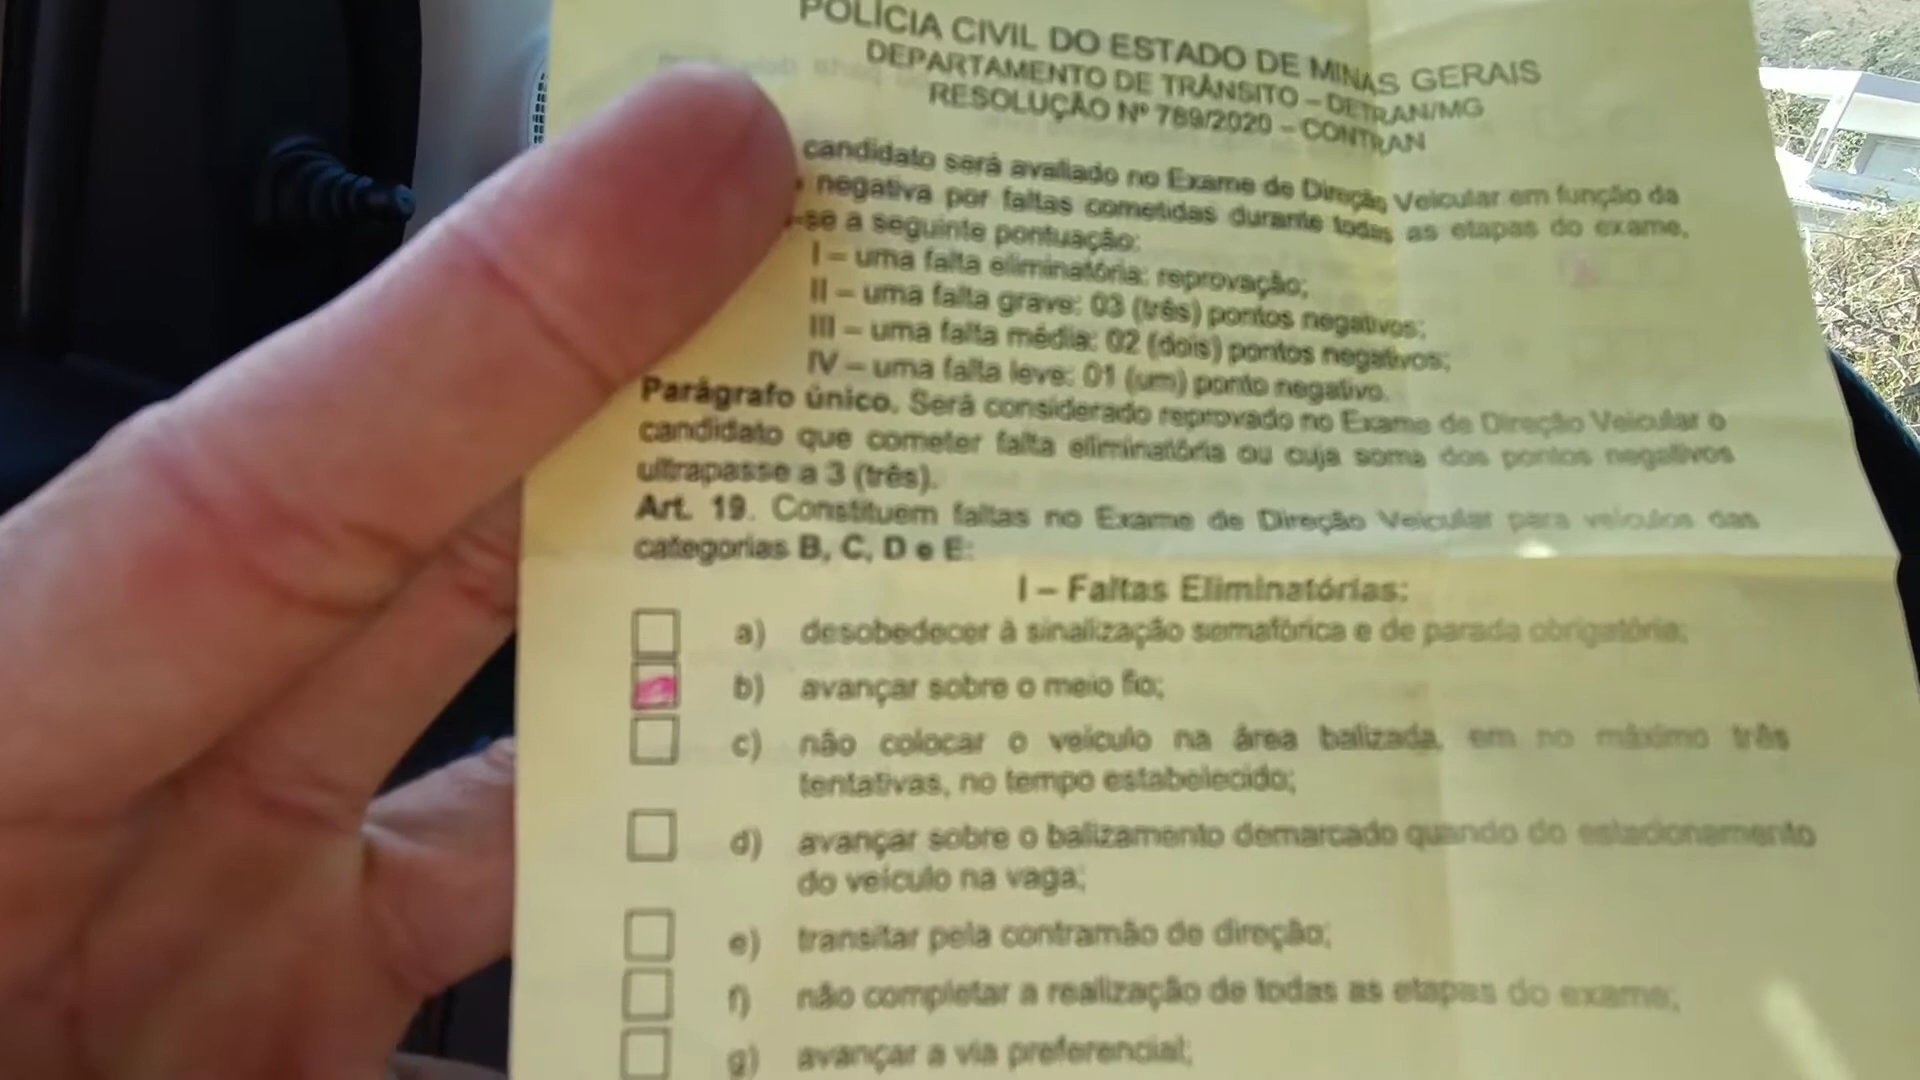 POLÍCIA CIVIL DO ESTADO DE MINAS GERAIS
DEPARTAMENTO DE TRÂNSITO – DETRAN/MG
RESOLUÇÃO Nº 789/2020 – CONTRAN
candidato será avaliado no Exame de Direção Veicular em função da
negativa por faltas cometidas durante todas as etapas do exame,
-se a seguinte pontuação:
I – uma falta eliminatória: reprovação;
II – uma falta grave: 03 (três) pontos negativos;
III – uma falta média: 02 (dois) pontos negativos;
IV – uma falta leve: 01 (um) ponto negativo.
Parágrafo único. Será considerado reprovado no Exame de Direção Veicular o
candidato que cometer falta eliminatória ou cuja soma dos pontos negativos
ultrapasse a 3 (três).
Art. 19. Constituem faltas no Exame de Direção Veicular para veículos das
categorias B, C, D e E:
I – Faltas Eliminatórias:
a) desobedecer à sinalização semafórica e de parada obrigatória;
b) avançar sobre o meio fio;
c) não colocar o veículo na área balizada, em no máximo três
tentativas, no tempo estabelecido;
d) avançar sobre o balizamento demarcado quando do estacionamento
do veículo na vaga;
e) transitar pela contramão de direção;
f) não completar a realização de todas as etapas do exame;
g) avançar a via preferencial;